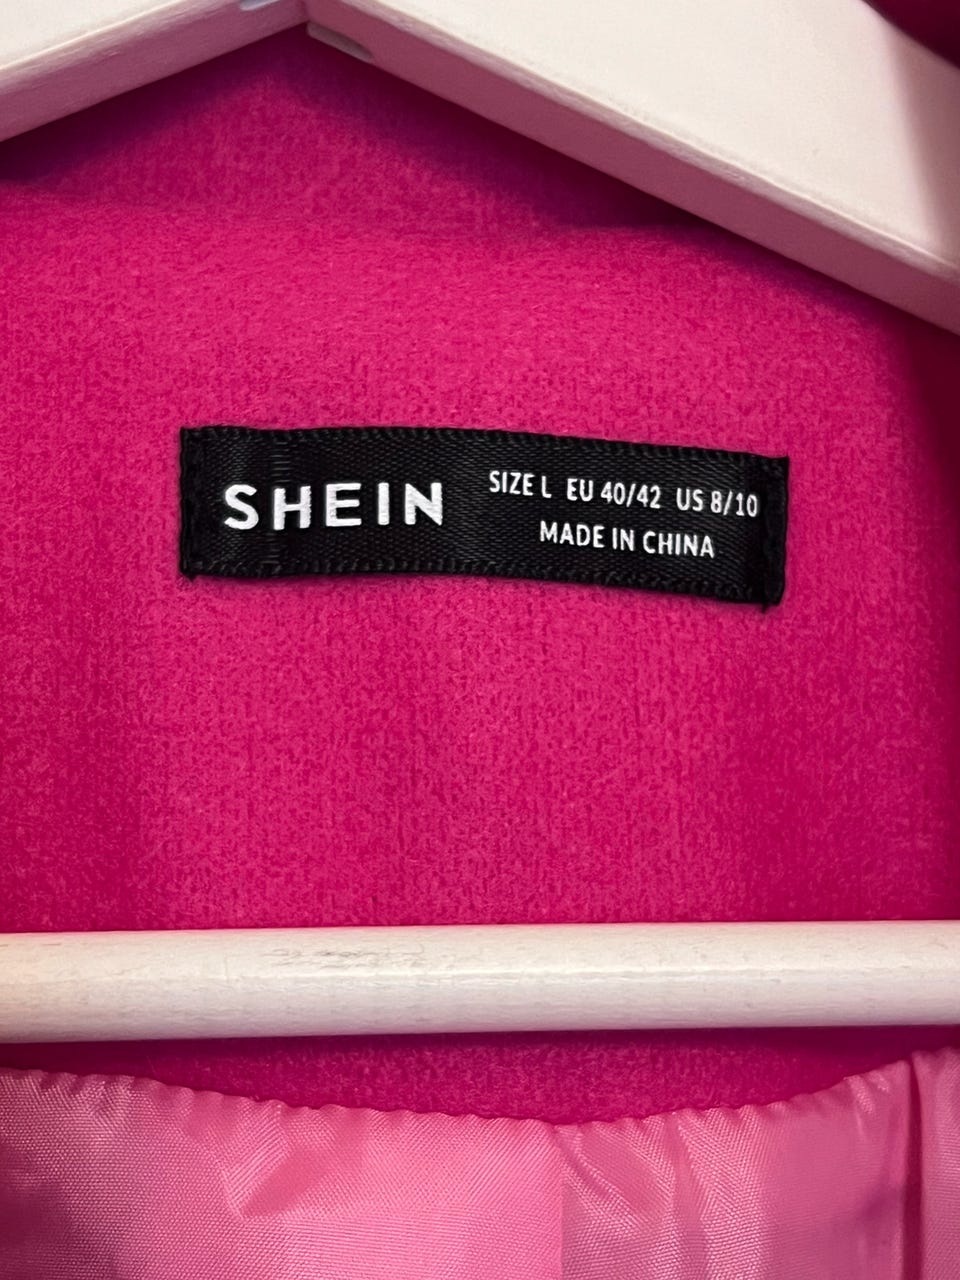 SHEIN
SIZE L EU 40/42 US 8/10
MADE IN CHINA